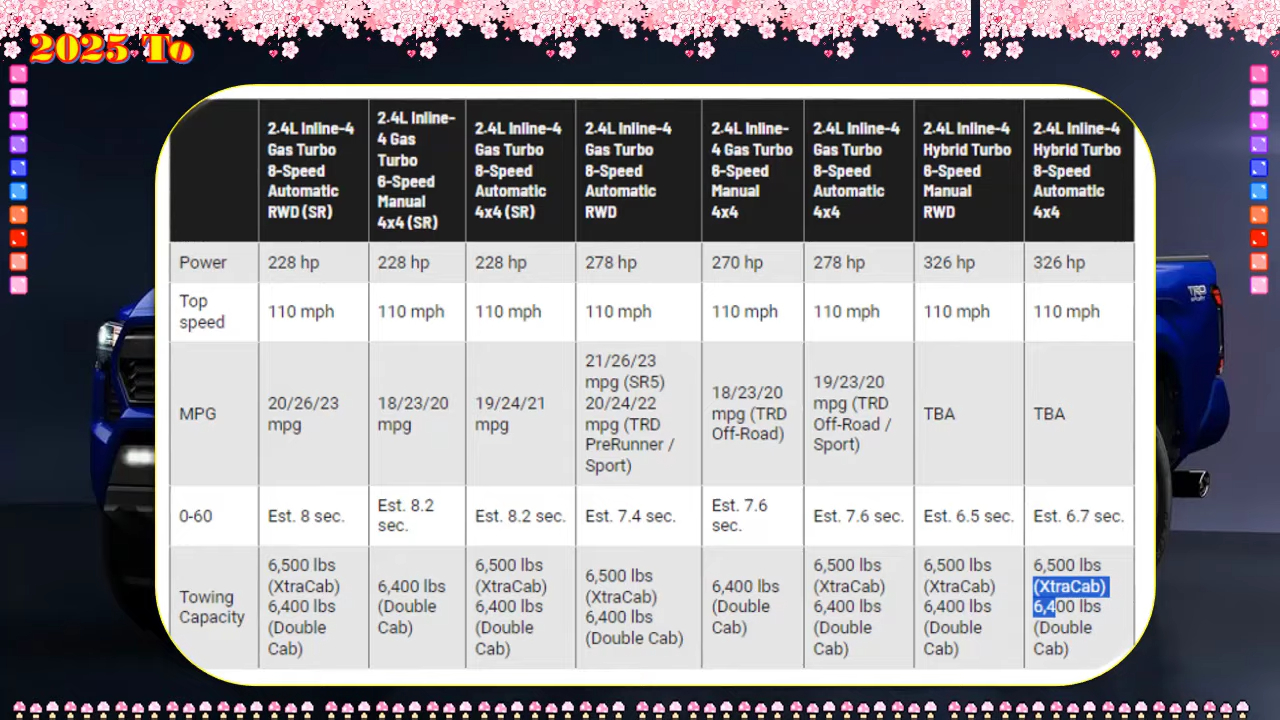 2025 To
2.4L Inline-4
Gas Turbo
8-Speed
Automatic
RWD (SR)
2.4L Inline-
4 Gas
Turbo
6-Speed
Manual
4x4 (SR)
2.4L Inline-4
Gas Turbo
8-Speed
Automatic
4x4 (SR)
2.4L Inline-4
Gas Turbo
8-Speed
Automatic
RWD
2.4L Inline-
4 Gas Turbo
6-Speed
Manual
4x4
2.4L Inline-4
Gas Turbo
8-Speed
Automatic
4x4
2.4L Inline-4
Hybrid Turbo
6-Speed
Manual
RWD
2.4L Inline-4
Hybrid Turbo
8-Speed
Automatic
4x4
Power
228 hp
228 hp
228 hp
278 hp
270 hp
278 hp
326 hp
326 hp
Top
speed
110 mph
110 mph
110 mph
110 mph
110 mph
110 mph
110 mph
110 mph
MPG
20/26/23
mpg
18/23/20
mpg
19/24/21
mpg
21/26/23
mpg (SR5)
20/24/22
mpg (TRD
PreRunner /
Sport)
18/23/20
mpg (TRD
Off-Road)
19/23/20
mpg (TRD
Off-Road /
Sport)
TBA
TBA
0-60
Est. 8 sec.
Est. 8.2
sec.
Est. 8.2 sec.
Est. 7.4 sec.
Est. 7.6
sec.
Est. 7.6 sec.
Est. 6.5 sec.
Est. 6.7 sec.
Towing
Capacity
6,500 lbs
(XtraCab)
6,400 lbs
(Double
Cab)
6,400 lbs
(Double
Cab)
6,500 lbs
(XtraCab)
6,400 lbs
(Double
Cab)
6,500 lbs
(XtraCab)
6,400 lbs
(Double Cab)
6,400 lbs
(Double
Cab)
6,500 lbs
(XtraCab)
6,400 lbs
(Double
Cab)
6,500 lbs
(XtraCab)
6,400 lbs
(Double
Cab)
6,500 lbs
(XtraCab)
6,400 lbs
(Double
Cab)
TRD
SPORT